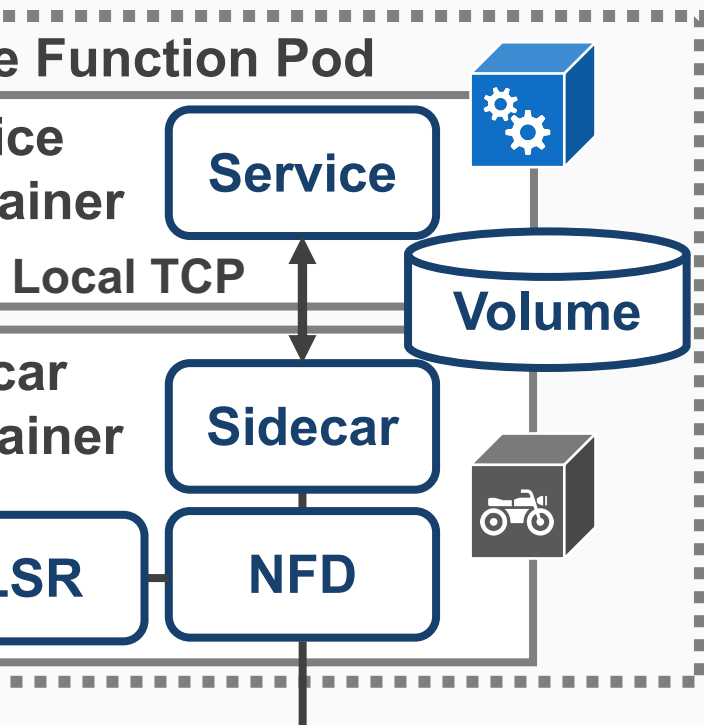 e Function Pod
ice
ainer
Service
Local TCP
Volume
car
ainer
Sidecar
LSR
NFD